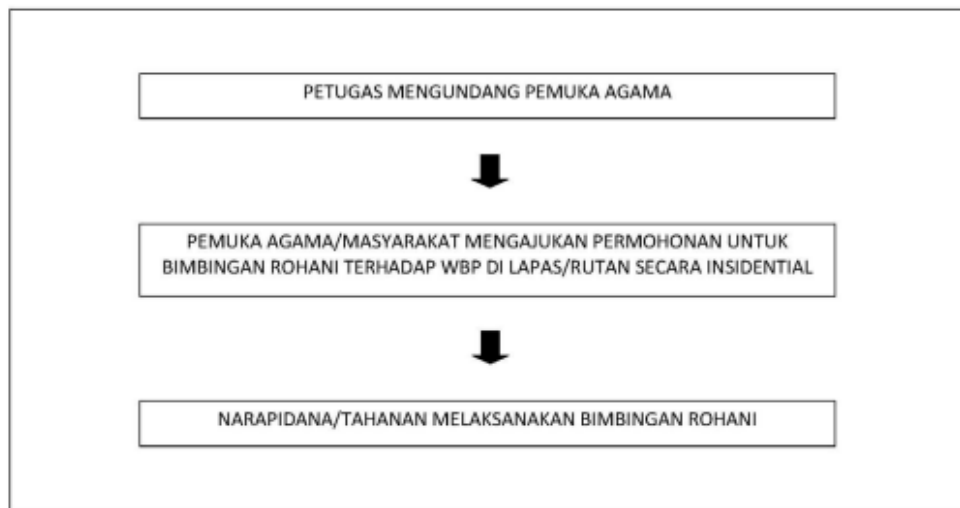 PETUGAS MENGUNDANG PEMUKA AGAMA
PEMUKA AGAMA/MASYARAKAT MENGAJUKAN PERMOHONAN UNTUK
BIMBINGAN ROHANI TERHADAP WBP DI LAPAS/RUTAN SECARA INSIDENTIAL
NARAPIDANA/TAHANAN MELAKSANAKAN BIMBINGAN ROHANI